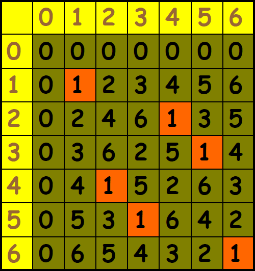 0 1 2 3 4 5 6
0 0 0 0 0 0 0 0
1 0 1 2 3 4 5 6
2 0 2 4 6 1 3 5
3 0 3 6 2 5 1 4
4 0 4 1 5 2 6 3
5 0 5 3 1 6 4 2
6 0 6 5 4 3 2 1